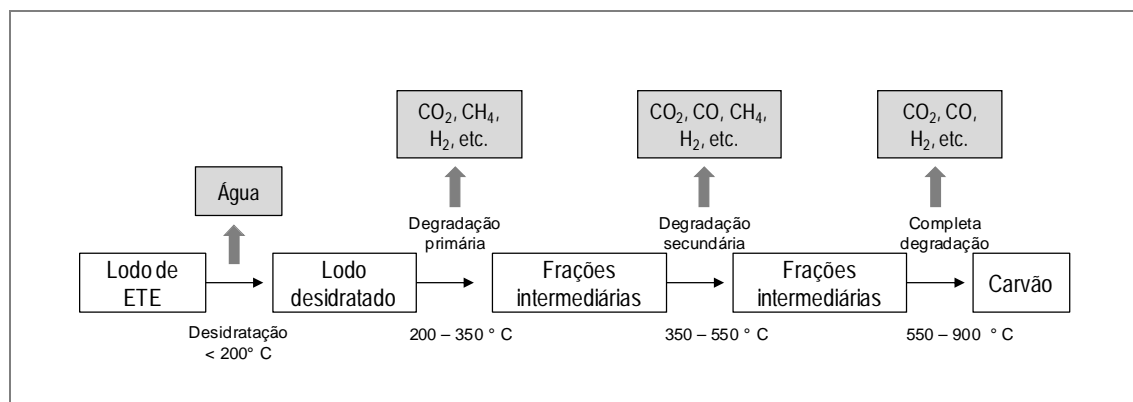 CO₂, CH₄,
H₂, etc.
CO₂, CO, CH₄,
H₂, etc.
CO₂, CO,
H₂, etc.
Água
Degradação
primária
Degradação
secundária
Completa
degradação
Lodo de
ETE
Lodo
desidratado
Frações
intermediárias
Frações
intermediárias
Carvão
Desidratação
< 200° C
200 – 350 ° C
350 – 550 ° C
550 – 900 ° C